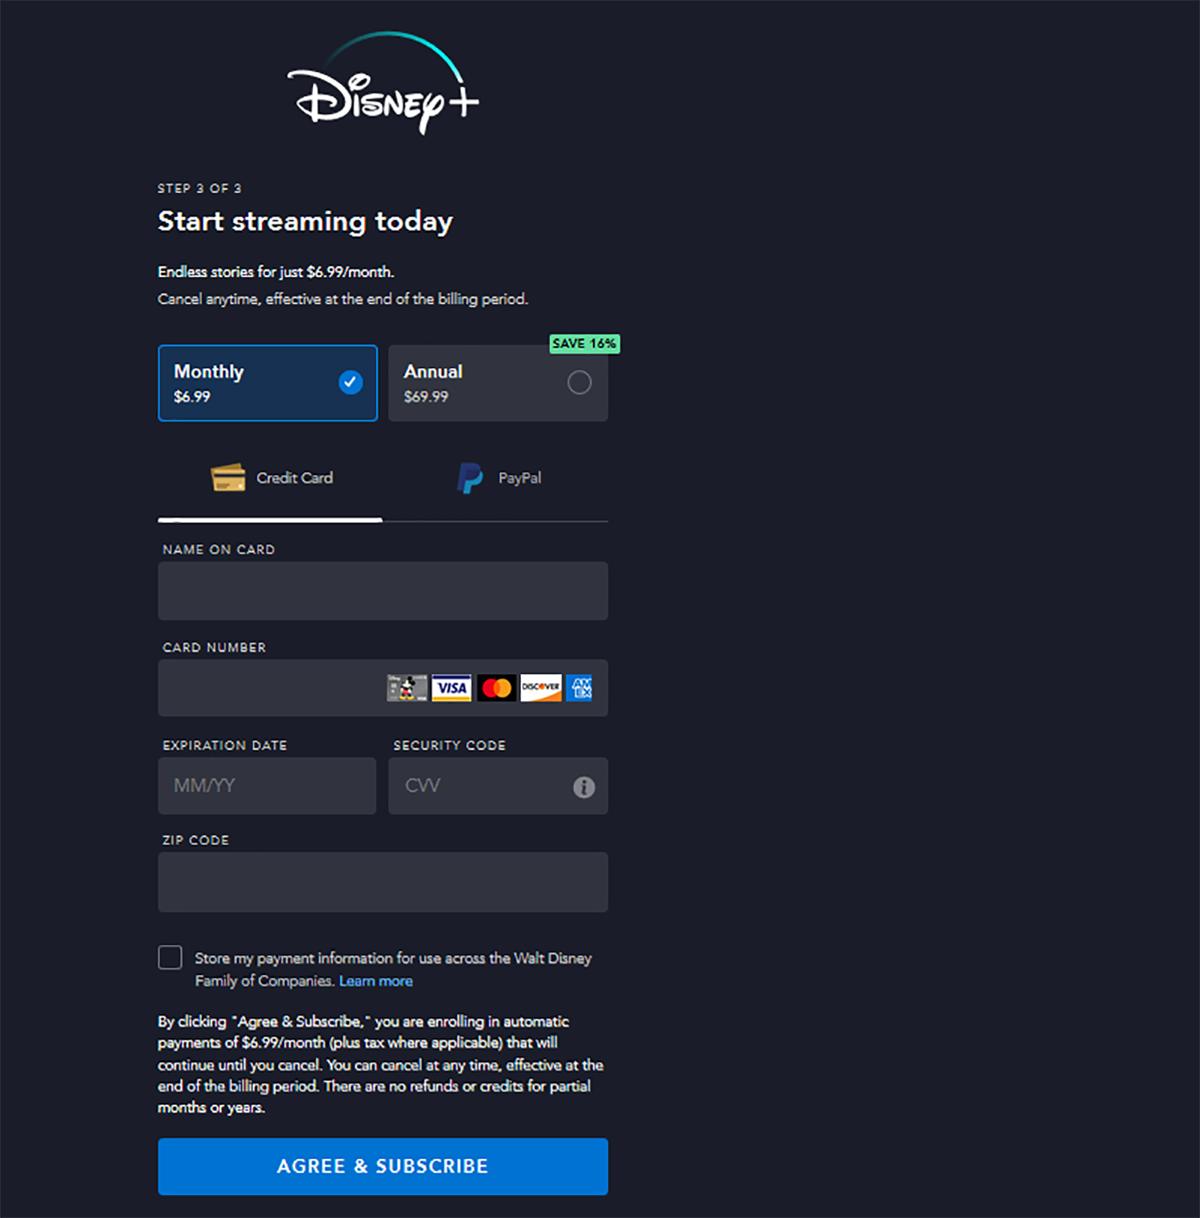 Disney+
STEP 3 OF 3
Start streaming today
Endless stories for just $6.99/month.
Cancel anytime, effective at the end of the billing period.
SAVE 16%
Monthly
$6.99
Annual
$69.99
Credit Card
PayPal
NAME ON CARD
CARD NUMBER
VISA
DISCOVER
AM
EX
EXPIRATION DATE
SECURITY CODE
MM/YY
CVV
ZIP CODE
Store my payment information for use across the Walt Disney
Family of Companies. Learn more
By clicking "Agree & Subscribe," you are enrolling in automatic
payments of $6.99/month (plus tax where applicable) that will
continue until you cancel. You can cancel at any time, effective at the
end of the billing period. There are no refunds or credits for partial
months or years.
AGREE & SUBSCRIBE